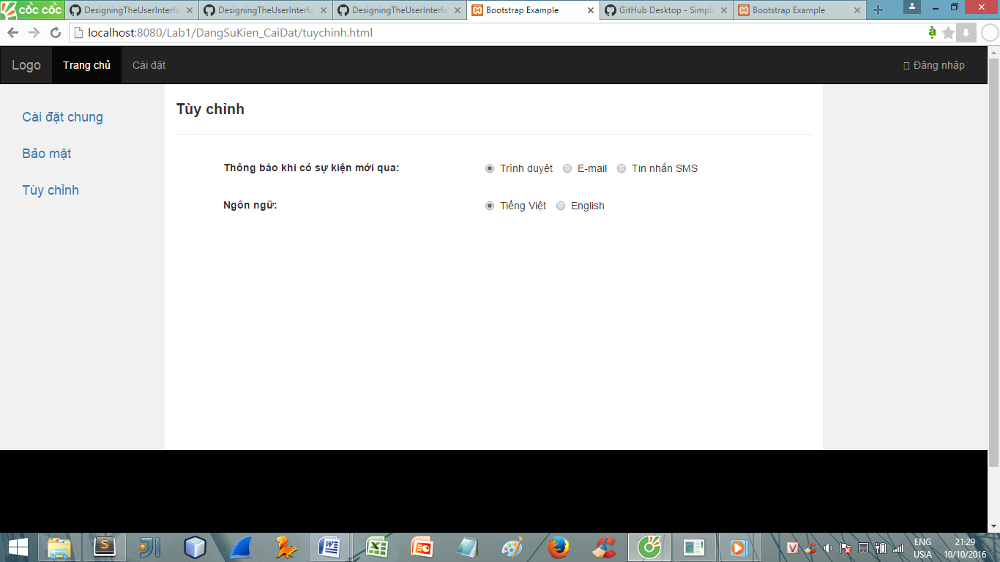 cốc cốc
DesigningTheUserInterfa
DesigningTheUserInterfa
DesigningTheUserInterfa
Bootstrap Example
GitHub Desktop - Simple
Bootstrap Example
localhost:8080/Lab1/DangSuKien_CaiDat/tuychinh.html
Logo
Trang chủ
Cài đặt
Đăng nhập
Cài đặt chung
Bảo mật
Tùy chỉnh
Tùy chỉnh
Thông báo khi có sự kiện mới qua:
Trình duyệt
E-mail
Tin nhắn SMS
Ngôn ngữ:
Tiếng Việt
English
ENG
21:29
USIA
10/10/2016